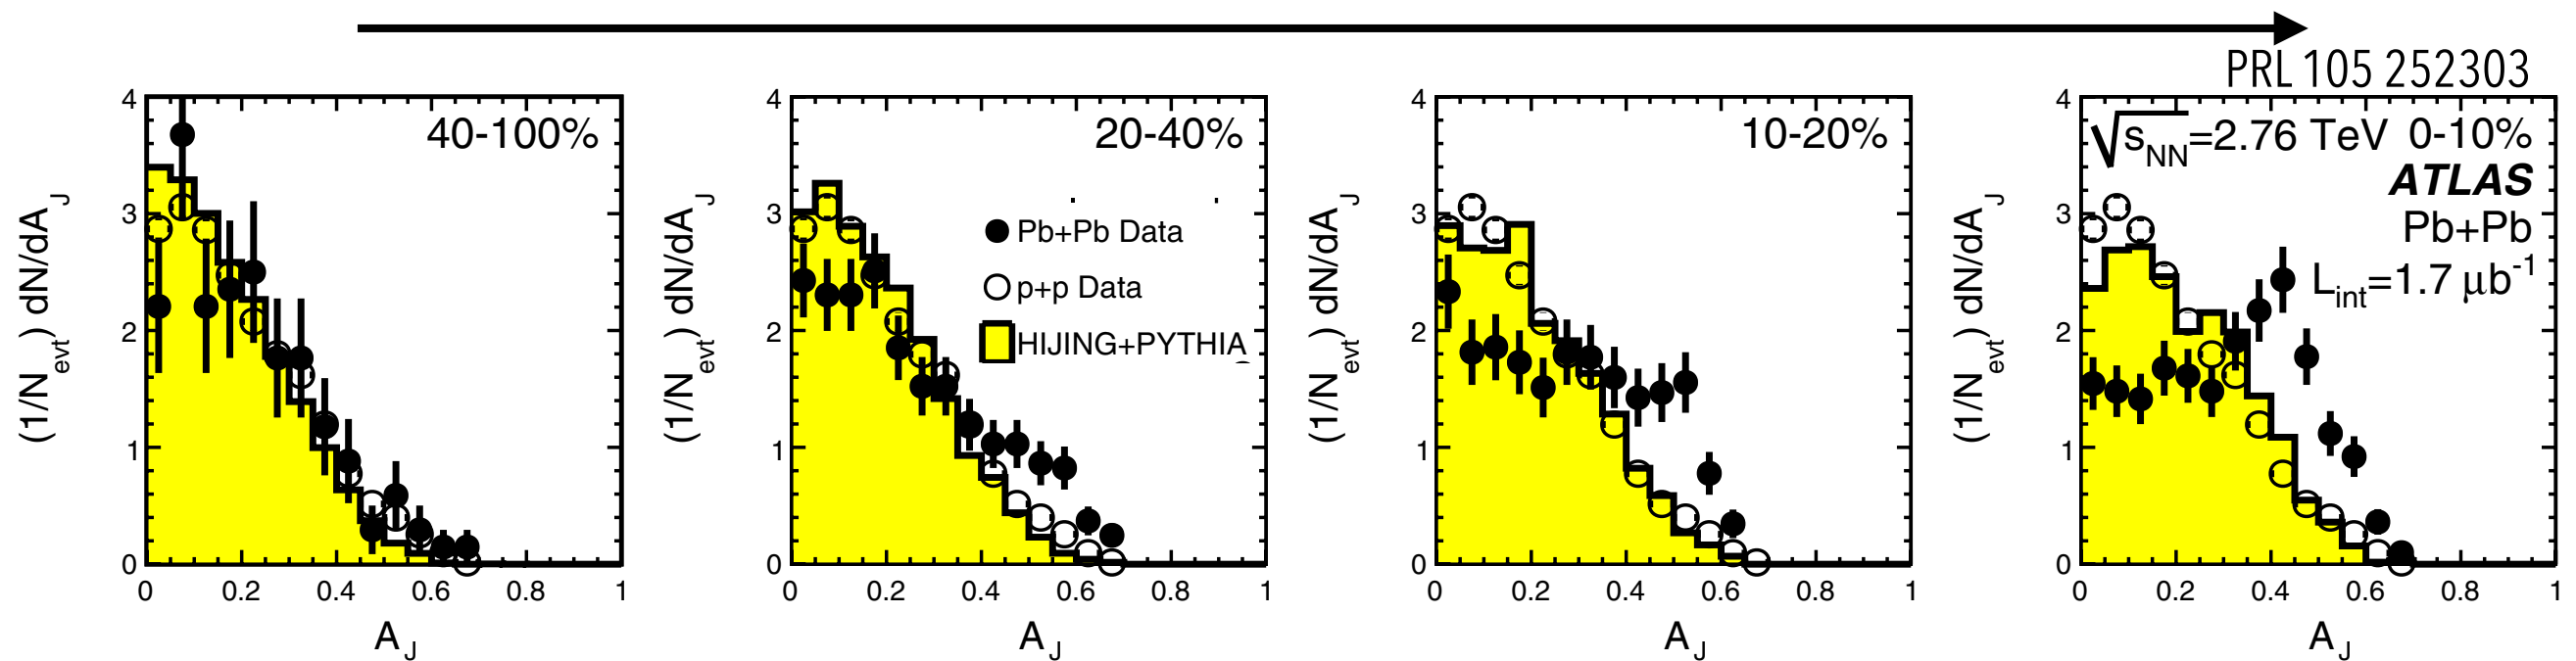 PRL 105 252303
(1/N_evt) dN/dA_J
4
3
2
1
0
40-100%
0 0.2 0.4 0.6 0.8 1
A_J
(1/N_evt) dN/dA_J
4
3
2
1
0
20-40%
Pb+Pb Data
p+p Data
HIJING+PYTHIA
0 0.2 0.4 0.6 0.8 1
A_J
(1/N_evt) dN/dA_J
4
3
2
1
0
10-20%
0 0.2 0.4 0.6 0.8 1
A_J
(1/N_evt) dN/dA_J
4
3
2
1
0
√s_NN=2.76 TeV 0-10%
ATLAS
Pb+Pb
L_int=1.7 μb⁻¹
0 0.2 0.4 0.6 0.8 1
A_J